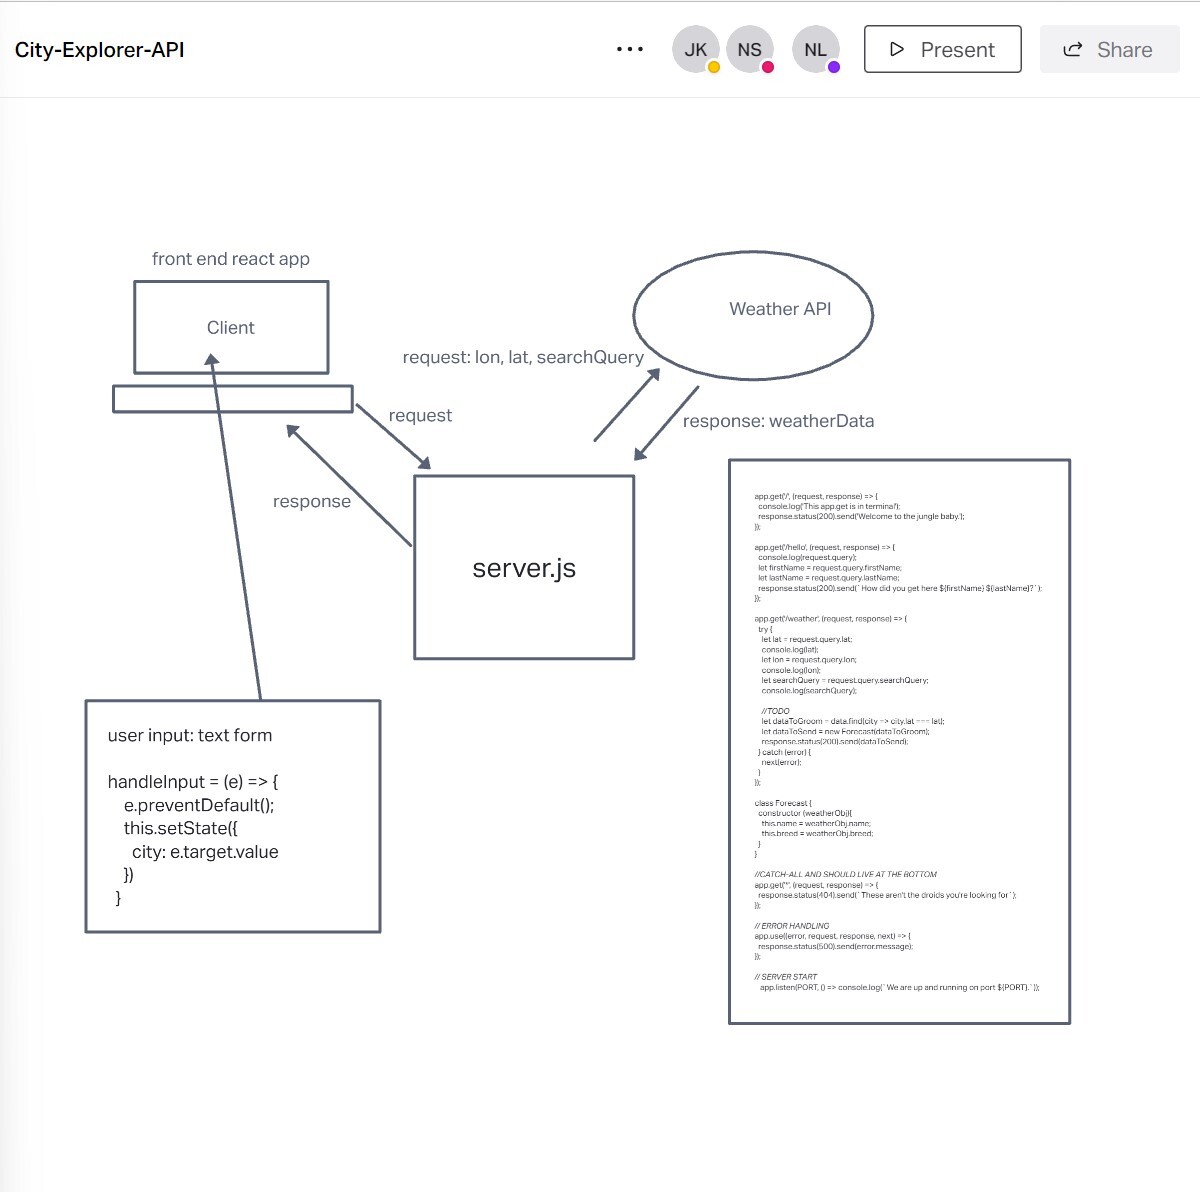 City-Explorer-API
JK NS NL Present Share
front end react app
Client
Weather API
request: lon, lat, searchQuery
request
response: weatherData
response
server.js
user input: text form
handleInput = (e) => {
e.preventDefault();
this.setState({
city: e.target.value
})
}
app.get('/', (request, response) => {
console.log('This app.get is in terminal');
response.status(200).send('Welcome to the jungle baby.');
});
app.get('/hello', (request, response) => {
console.log(request.query);
let firstName = request.query.firstName;
let lastName = request.query.lastName;
response.status(200).send(`How did you get here ${firstName} ${lastName}?`);
});
app.get('/weather', (request, response) => {
try {
let lat = request.query.lat;
console.log(lat);
let lon = request.query.lon;
console.log(lon);
let searchQuery = request.query.searchQuery;
console.log(searchQuery);
//TODO
let dataToGroom = data.find(city => city.lat === lat);
let dataToSend = new Forecast(dataToGroom);
response.status(200).send(dataToSend);
} catch (error) {
next(error);
}
});
class Forecast {
constructor (weatherObj){
this.name = weatherObj.name;
this.breed = weatherObj.breed;
}
}
//CATCH-ALL AND SHOULD LIVE AT THE BOTTOM
app.get('*', (request, response) => {
response.status(404).send(`These aren't the droids you're looking for`);
});
// ERROR HANDLING
app.use((error, request, response, next) => {
response.status(500).send(error.message);
});
// SERVER START
app.listen(PORT, () => console.log(`We are up and running on port ${PORT}.`));